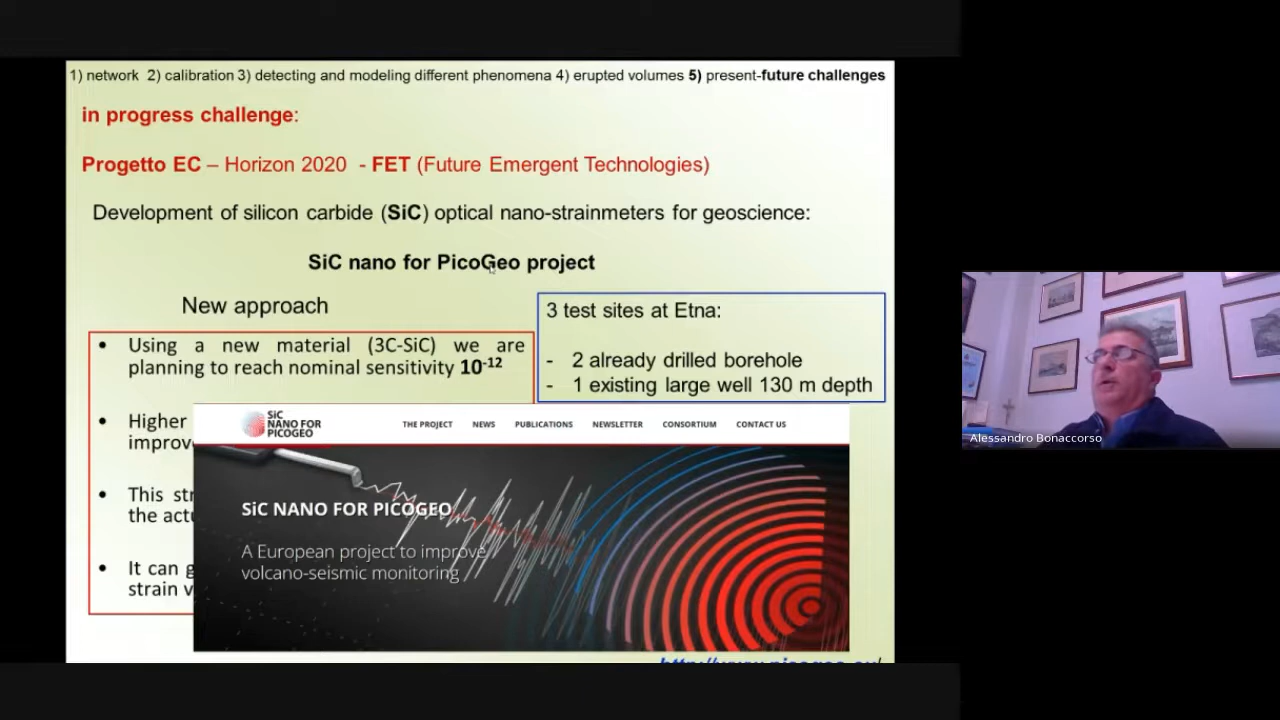 1) network 2) calibration 3) detecting and modeling different phenomena 4) erupted volumes 5) present-future challenges
in progress challenge:
Progetto EC – Horizon 2020 - FET (Future Emergent Technologies)
Development of silicon carbide (SiC) optical nano-strainmeters for geoscience:
SiC nano for PicoGeo project
New approach
• Using a new material (3C-SiC) we are
planning to reach nominal sensitivity 10-12
• Higher
improv
• This str
the actu
• It can g
strain v
3 test sites at Etna:
- 2 already drilled borehole
- 1 existing large well 130 m depth
SiC
NANO FOR
PICOGEO
THE PROJECT NEWS PUBLICATIONS NEWSLETTER CONSORTIUM CONTACT US
SiC NANO FOR PICOGEO
A European project to improve
volcano-seismic monitoring
Alessandro Bonaccorso